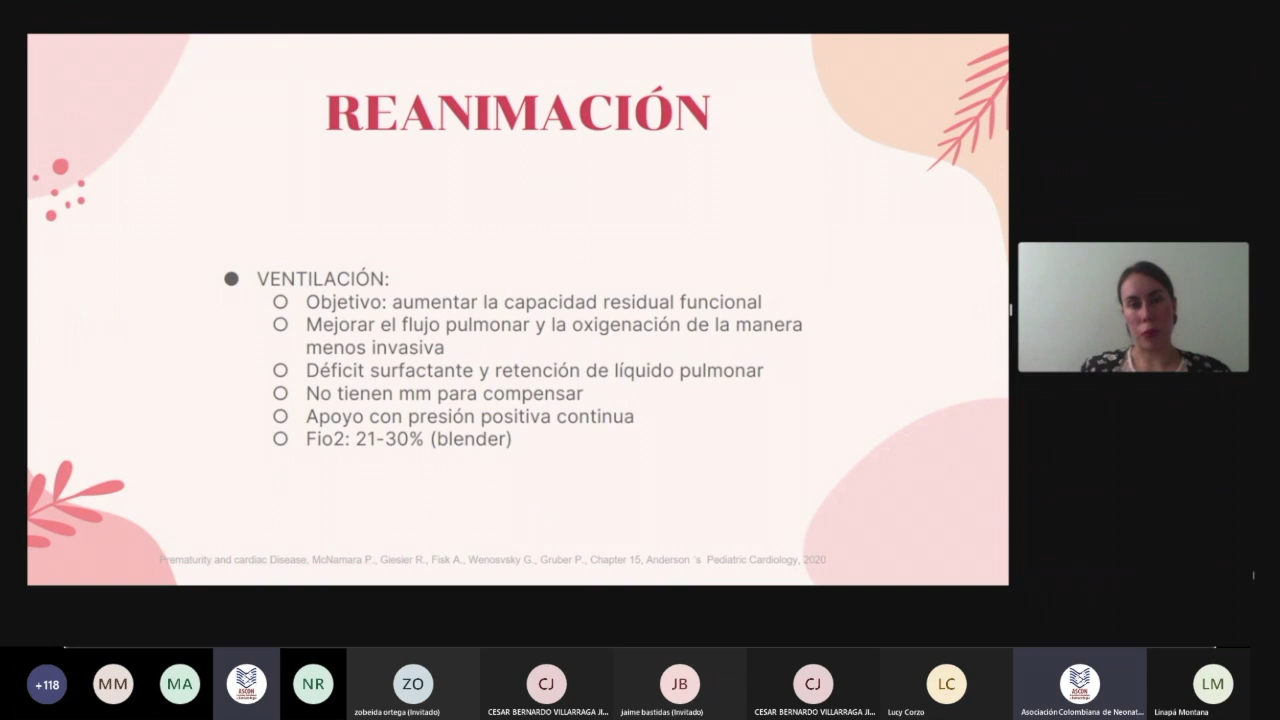 REANIMACIÓN
VENTILACIÓN:
Objetivo: aumentar la capacidad residual funcional
Mejorar el flujo pulmonar y la oxigenación de la manera
menos invasiva
Déficit surfactante y retención de líquido pulmonar
No tienen mm para compensar
Apoyo con presión positiva continua
Fio2: 21-30% (blender)
Prematurity and cardiac Disease, McNamara P., Giesier R., Fisk A., Wenosvsky G., Gruber P., Chapter 15, Anderson ´s Pediatric Cardiology, 2020
+118
MM
MA
ASCON
NR
ZO
zobeida ortega (Invitado)
CJ
CESAR BERNARDO VILLARRAGA JI...
JB
jaime bastidas (Invitado)
CJ
CESAR BERNARDO VILLARRAGA JI...
LC
Lucy Corzo
ASCON
Asociación Colombiana de Neonat...
LM
Linapá Montana